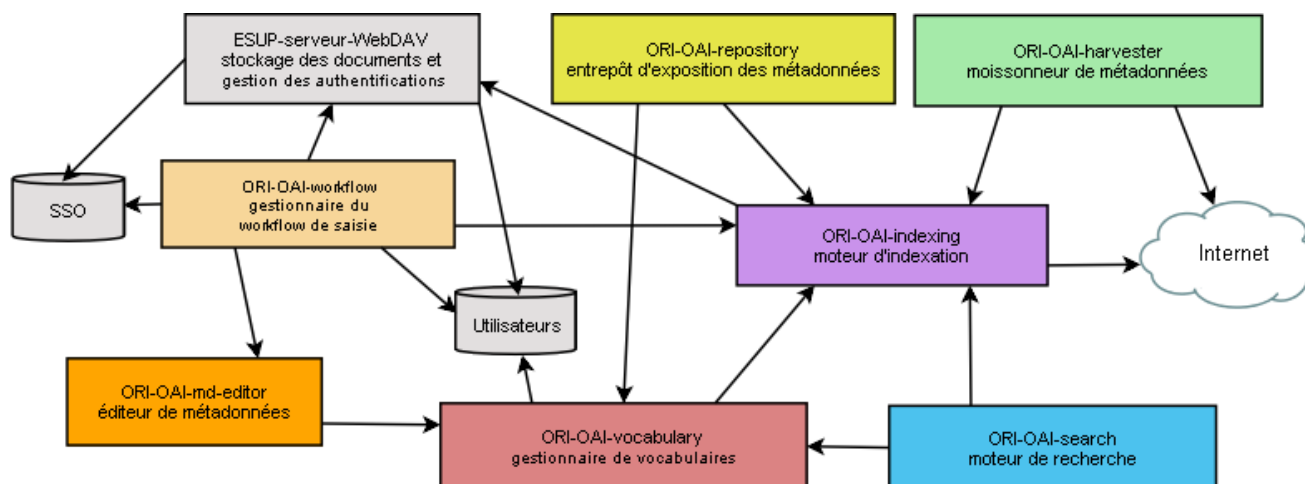 ESUP-serveur-WebDAV
stockage des documents et
gestion des authentifications
ORI-OAI-repository
entrepôt d'exposition des métadonnées
ORI-OAI-harvester
moissonneur de métadonnées
SSO
ORI-OAI-workflow
gestionnaire du
workflow de saisie
ORI-OAI-indexing
moteur d'indexation
Internet
Utilisateurs
ORI-OAI-md-editor
éditeur de métadonnées
ORI-OAI-vocabulary
gestionnaire de vocabulaires
ORI-OAI-search
moteur de recherche